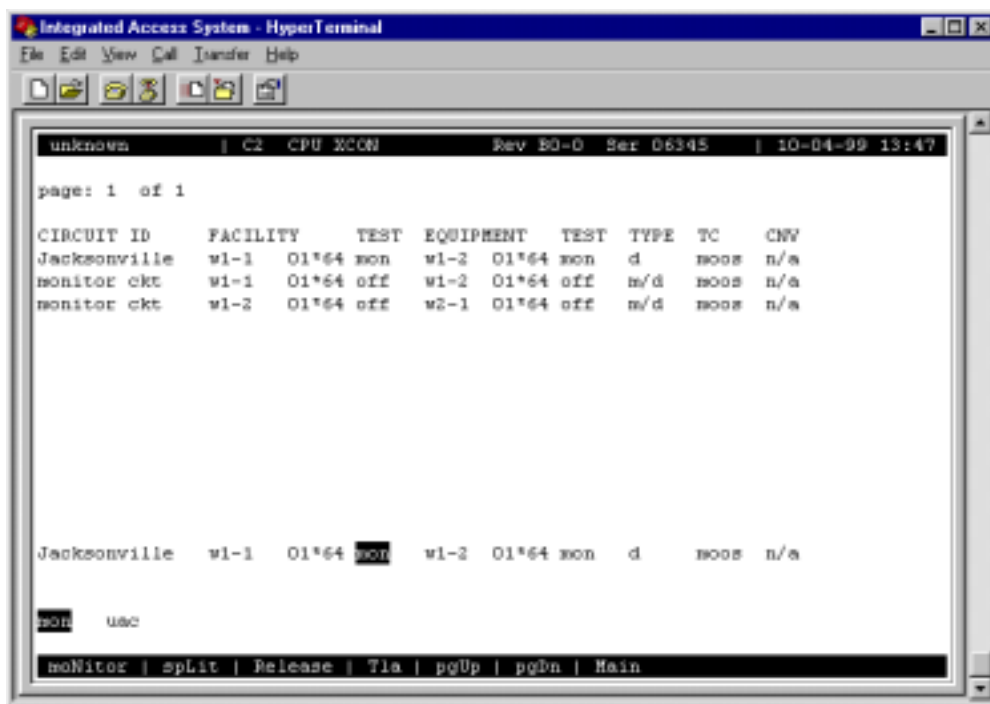 Integrated Access System - HyperTerminal
File Edit View Call Transfer Help
unknown | C2 CPU XCON Rev B0-0 Ser 06345 | 10-04-99 13:47
page: 1 of 1
CIRCUIT ID FACILITY TEST EQUIPMENT TEST TYPE TC CNV
Jacksonville w1-1 01*64 mon w1-2 01*64 mon d moos n/a
monitor ckt w1-1 01*64 off w1-2 01*64 off m/d moos n/a
monitor ckt w1-2 01*64 off w2-1 01*64 off m/d moos n/a
Jacksonville w1-1 01*64 mon w1-2 01*64 mon d moos n/a
mon uac
moNitor | spLit | Release | Tla | pgUp | pgDn | Main